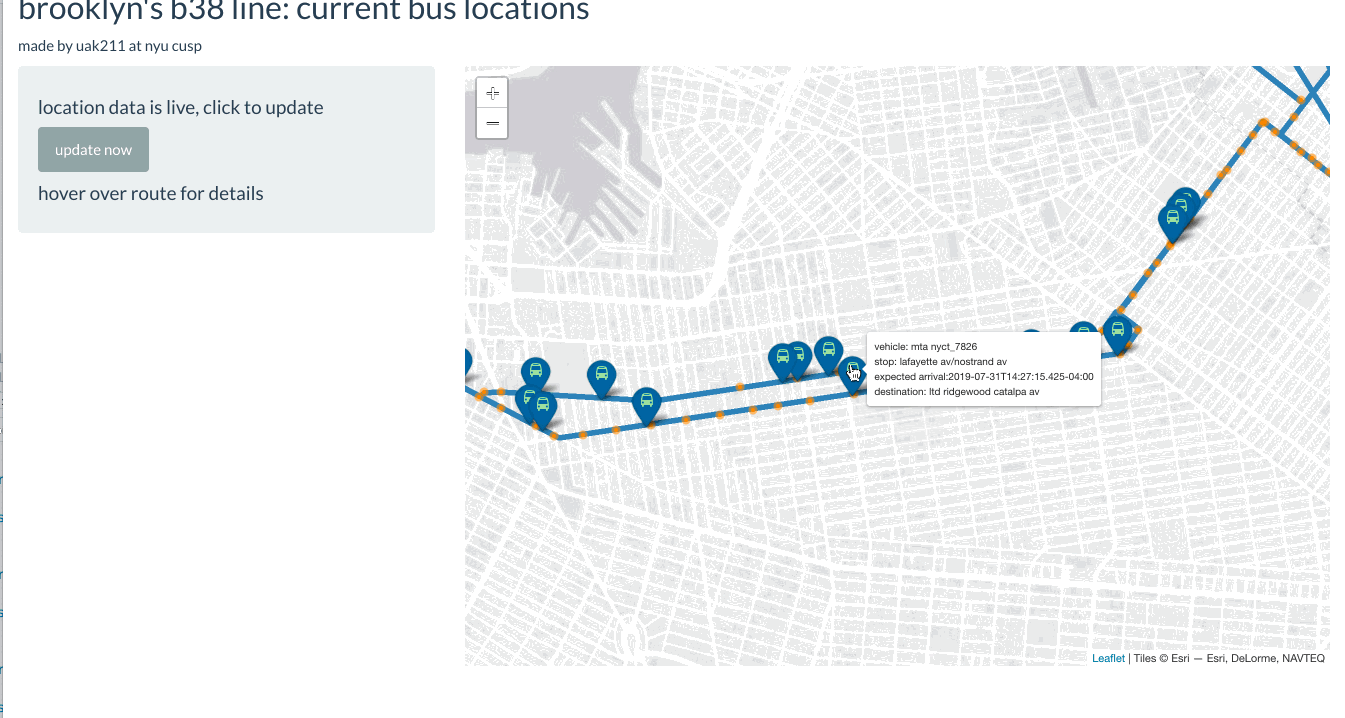 brooklyn's b38 line: current bus locations
made by uak211 at nyu cusp
location data is live, click to update
update now
hover over route for details
+
−
vehicle: mta nyct_7826
stop: lafayette av/nostrand av
expected arrival:2019-07-31T14:27:15.425-04:00
destination: ltd ridgewood catalpa av
Leaflet | Tiles © Esri — Esri, DeLorme, NAVTEQ